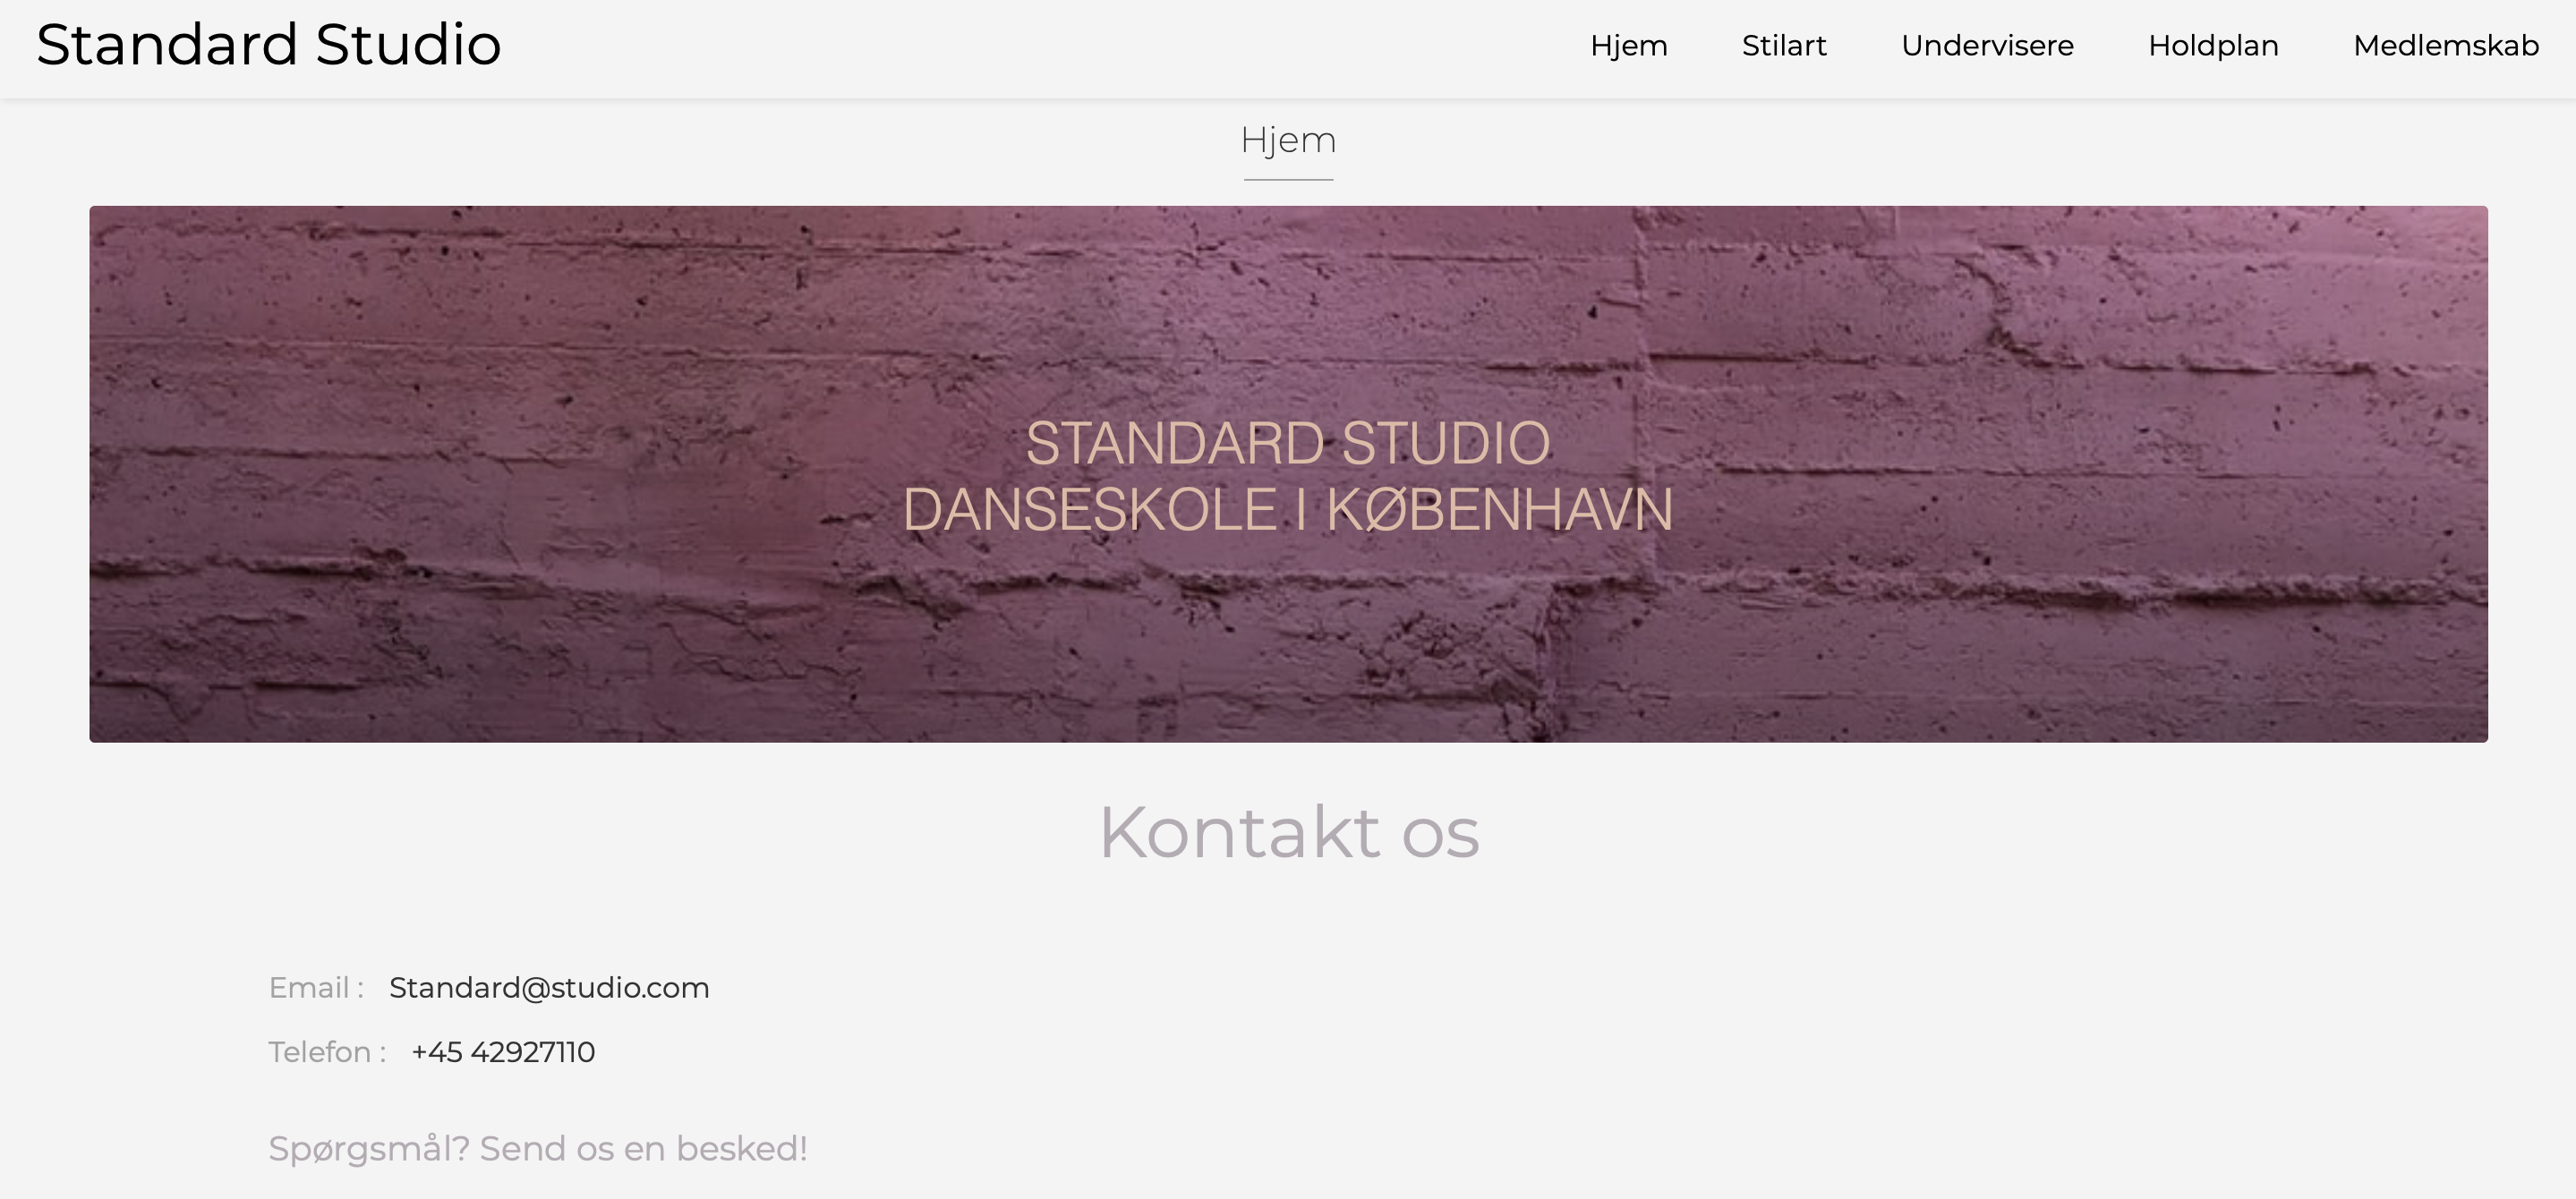 Standard Studio
Hjem Stilart Undervisere Holdplan Medlemskab
Hjem
STANDARD STUDIO
DANSESKOLE I KØBENHAVN
Kontakt os
Email : Standard@studio.com
Telefon : +45 42927110
Spørgsmål? Send os en besked!